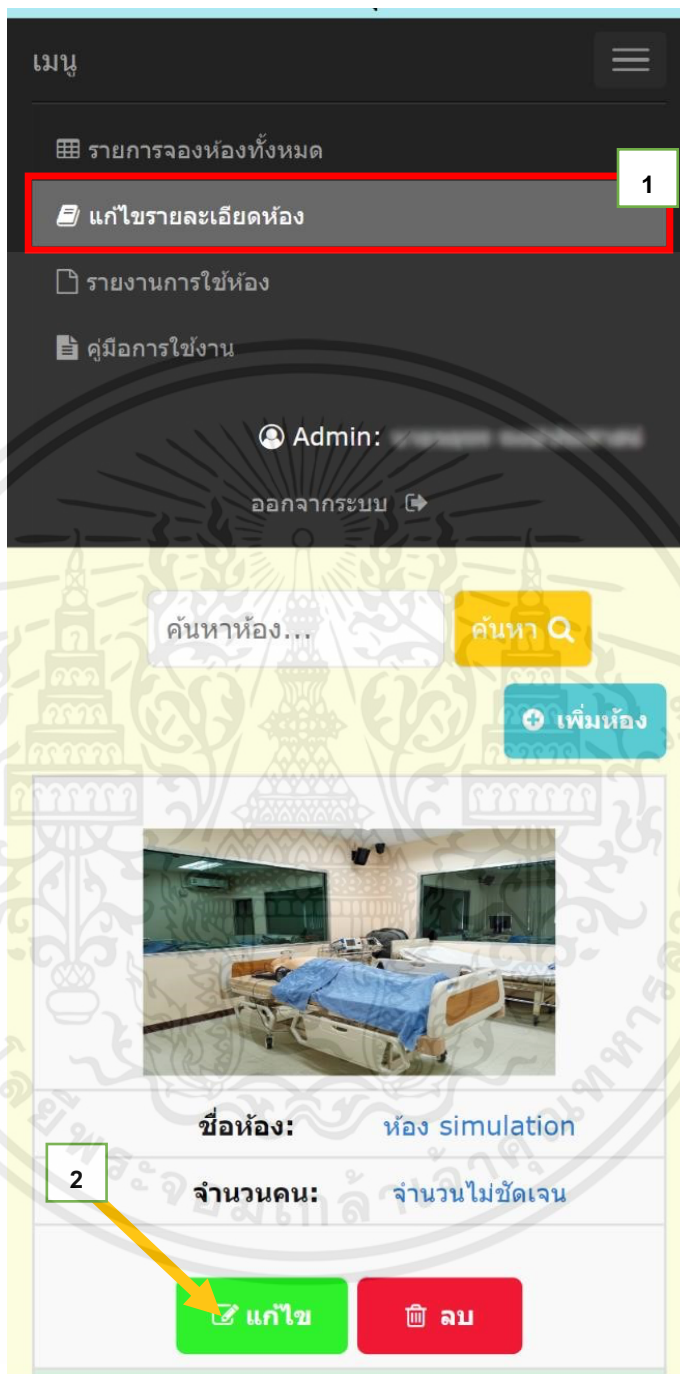 เมนู
รายการจองห้องทั้งหมด
1
แก้ไขรายละเอียดห้อง
รายงานการใช้ห้อง
คู่มือการใช้งาน
Admin:
ออกจากระบบ
ค้นหาห้อง...
ค้นหา
เพิ่มห้อง
ชื่อห้อง: ห้อง simulation
2
จำนวนคน: จำนวนไม่ชัดเจน
แก้ไข ลบ